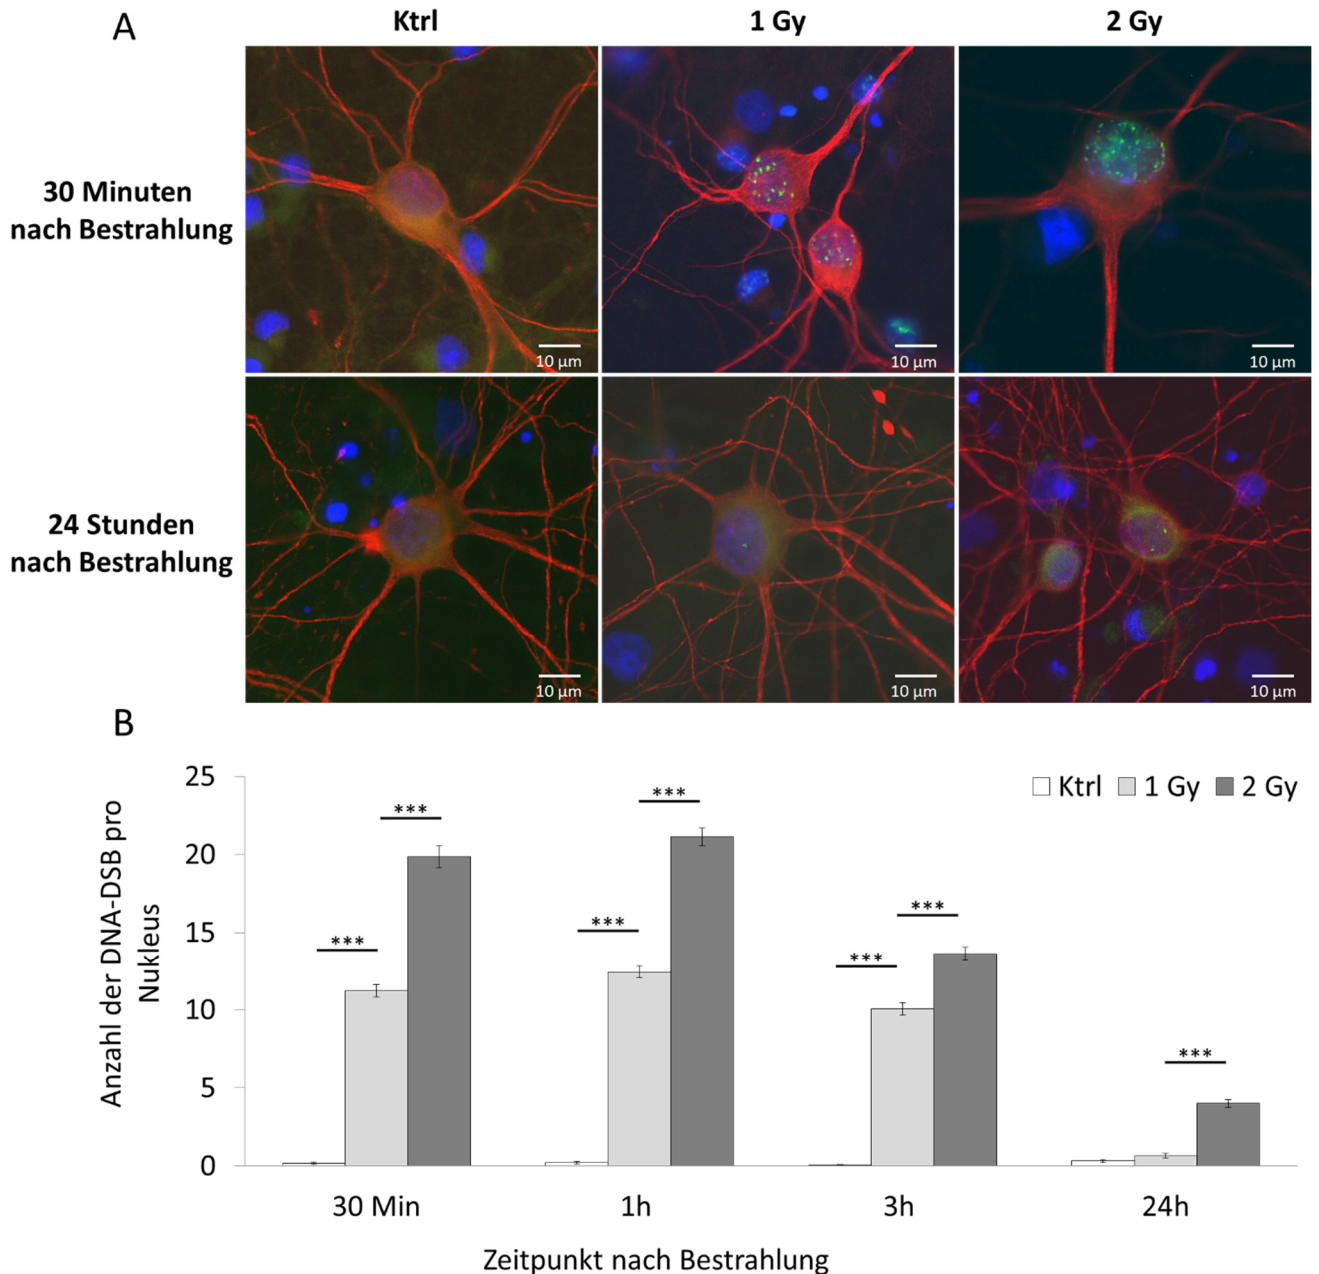 A
Ktrl
1 Gy
2 Gy
30 Minuten
nach Bestrahlung
10 µm
10 µm
10 µm
24 Stunden
nach Bestrahlung
10 µm
10 µm
10 µm
B
Anzahl der DNA-DSB pro
Nukleus
25
20
15
10
5
0
Ktrl
1 Gy
2 Gy
***
***
***
***
***
***
***
30 Min
1h
3h
24h
Zeitpunkt nach Bestrahlung